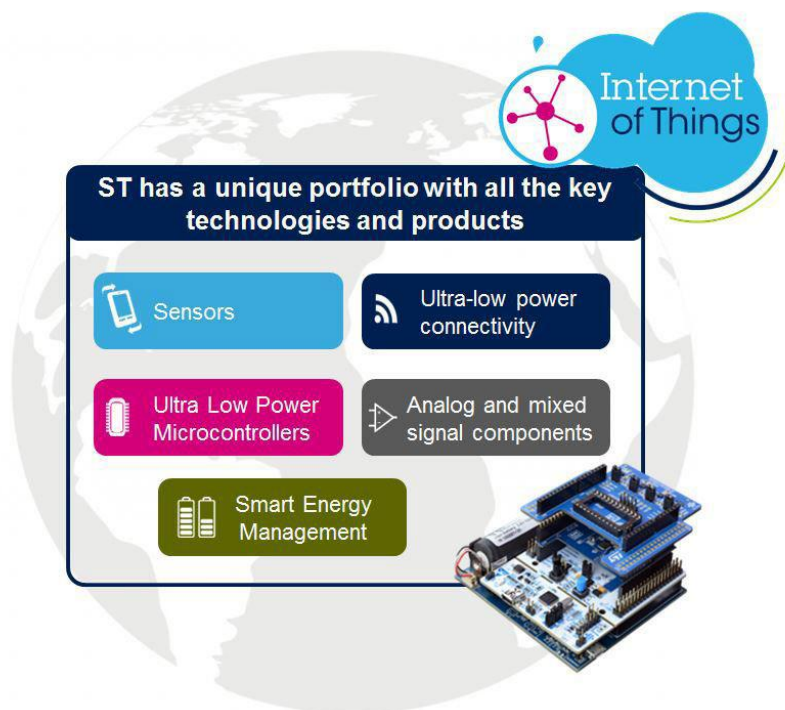 Internet
of Things
ST has a unique portfolio with all the key
technologies and products
Sensors
Ultra-low power
connectivity
Ultra Low Power
Microcontrollers
Analog and mixed
signal components
Smart Energy
Management